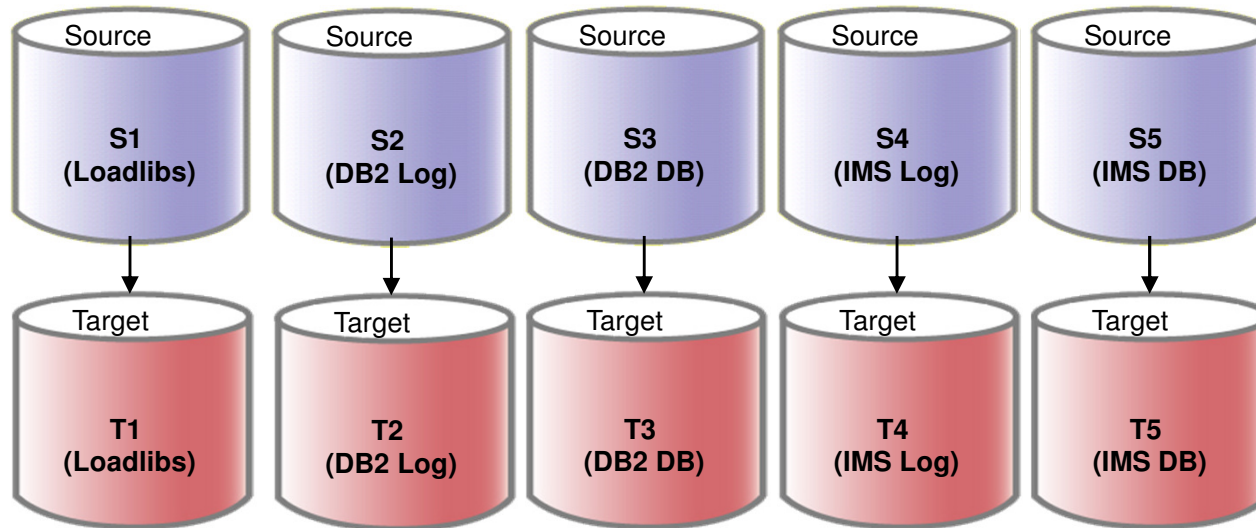 Source
S1
(Loadlibs)
Source
S2
(DB2 Log)
Source
S3
(DB2 DB)
Source
S4
(IMS Log)
Source
S5
(IMS DB)
Target
T1
(Loadlibs)
Target
T2
(DB2 Log)
Target
T3
(DB2 DB)
Target
T4
(IMS Log)
Target
T5
(IMS DB)